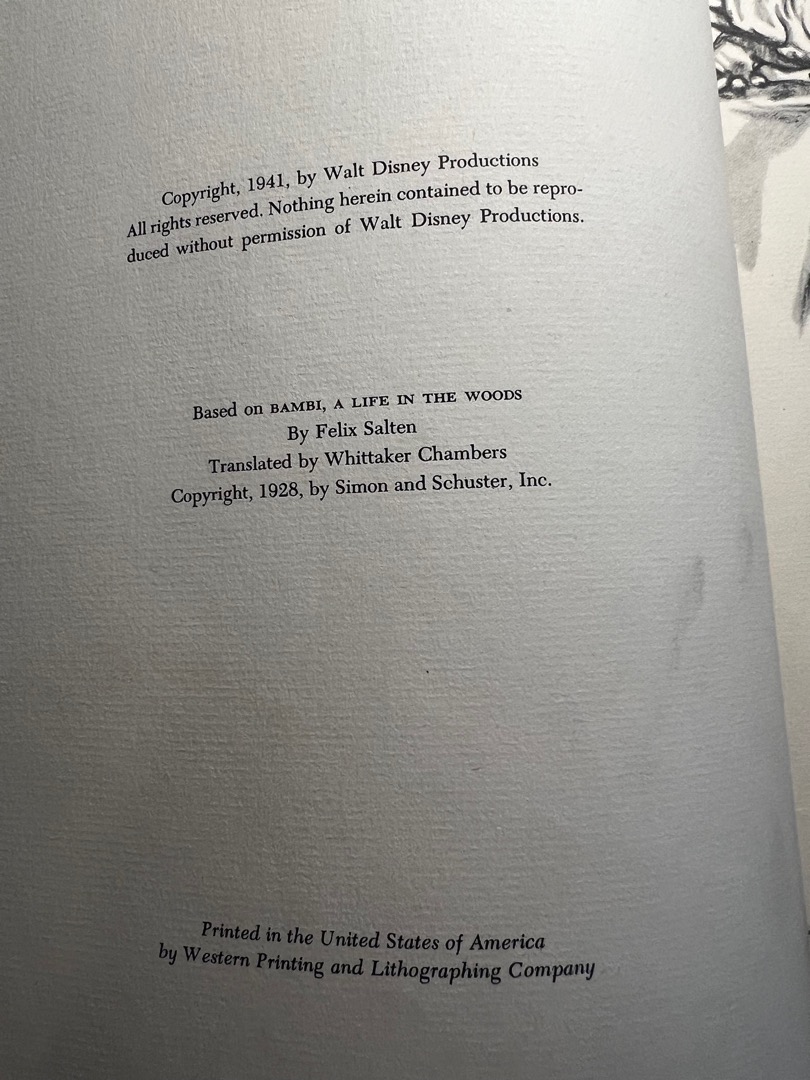 Copyright, 1941, by Walt Disney Productions
All rights reserved. Nothing herein contained to be repro-
duced without permission of Walt Disney Productions.
Based on BAMBI, A LIFE IN THE WOODS
By Felix Salten
Translated by Whittaker Chambers
Copyright, 1928, by Simon and Schuster, Inc.
Printed in the United States of America
by Western Printing and Lithographing Company